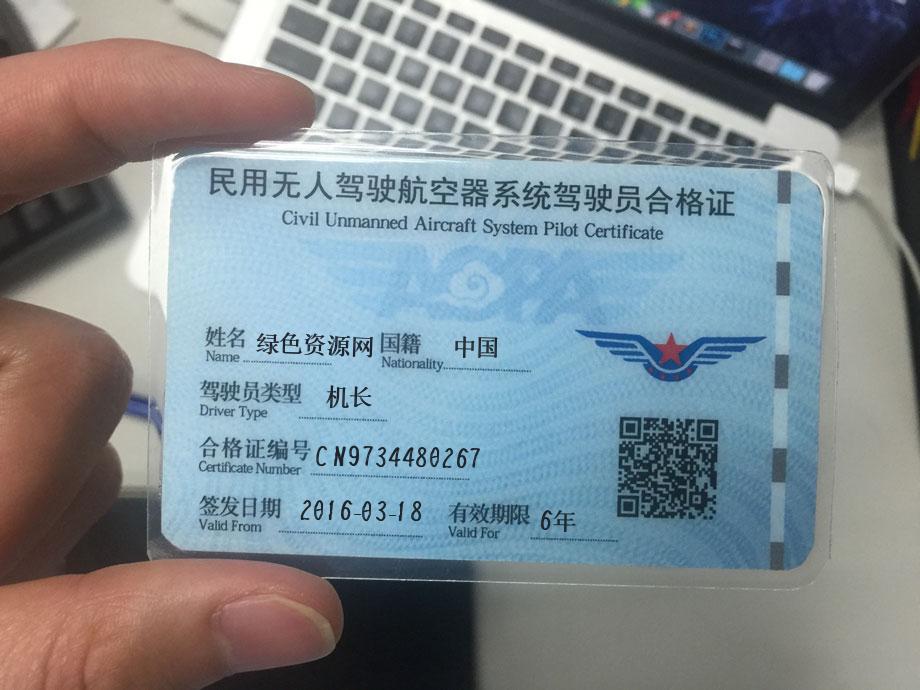 民用无人驾驶航空器系统驾驶员合格证
Civil Unmanned Aircraft System Pilot Certificate
AOPA
姓名 绿色资源网 国籍 中国
Name Nationality
驾驶员类型 机长
Driver Type
合格证编号 CN9734480267
Certificate Number
签发日期 2016-03-18 有效期限 6年
Valid From Valid For